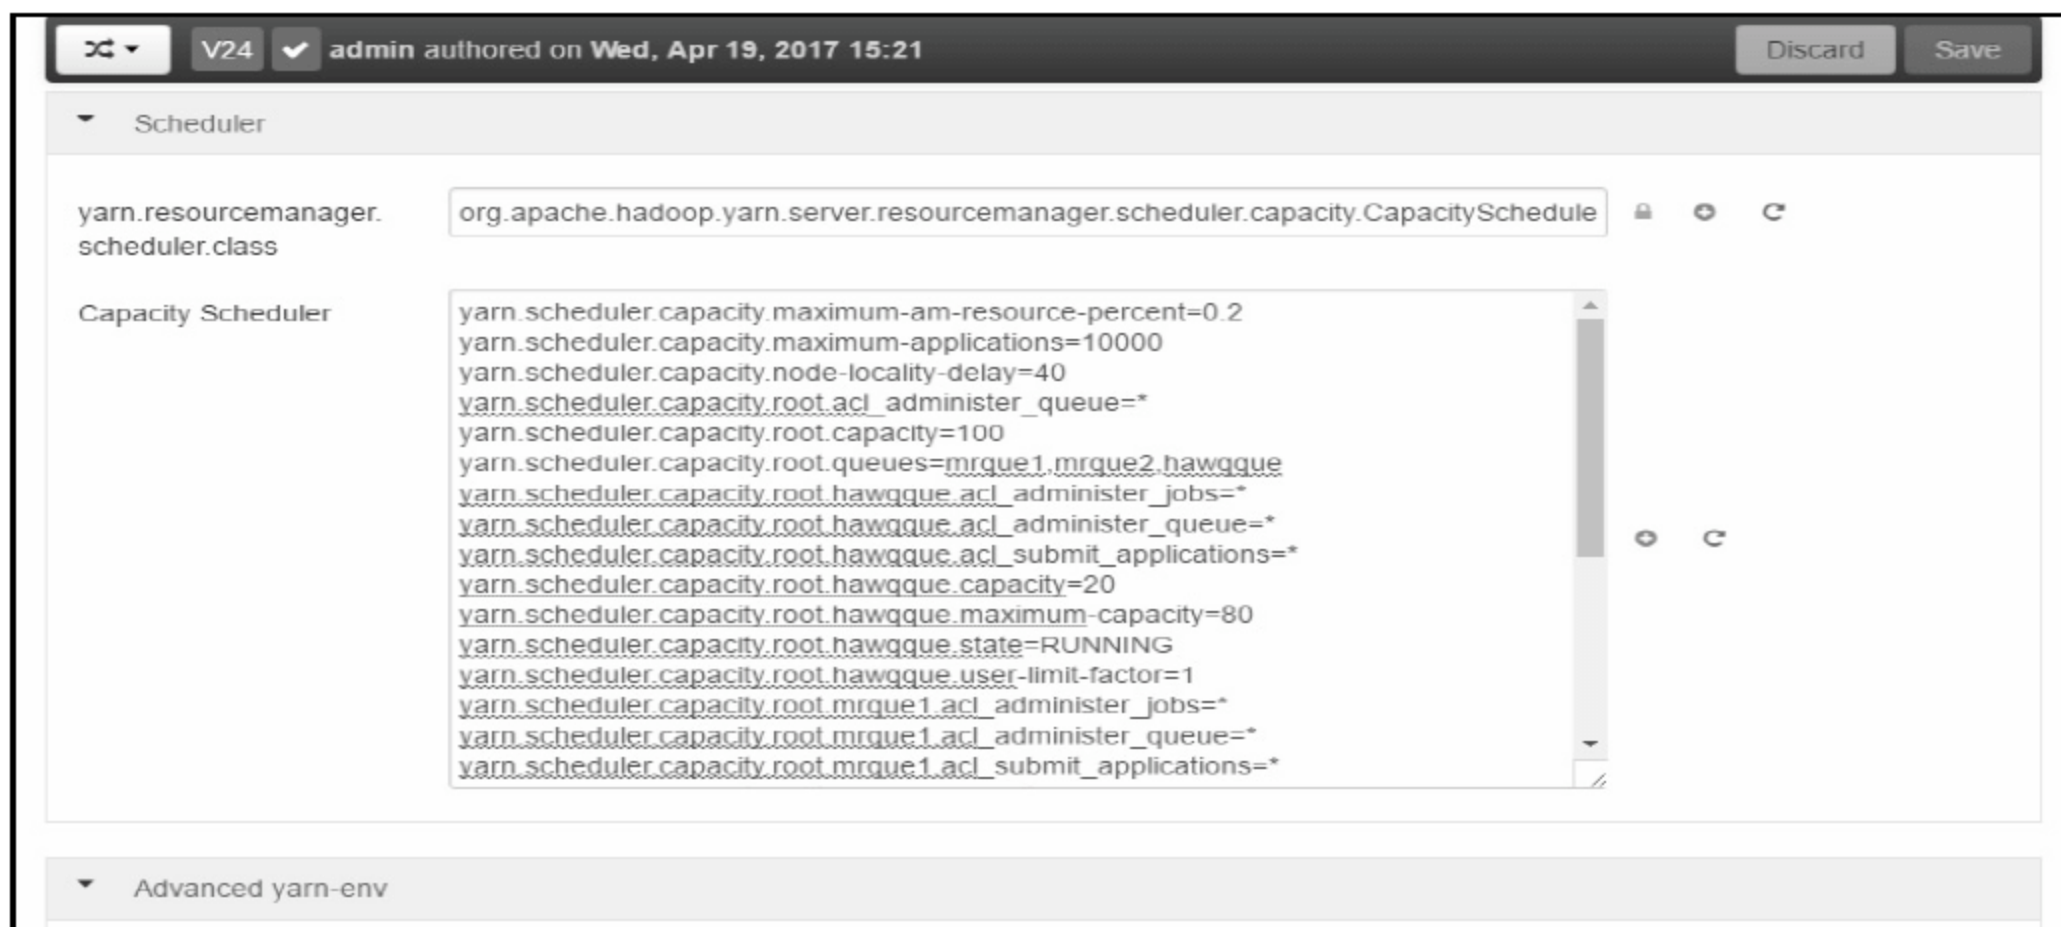 V24 admin authored on Wed, Apr 19, 2017 15:21 Discard Save
Scheduler
yarn.resourcemanager.
scheduler.class
org.apache.hadoop.yarn.server.resourcemanager.scheduler.capacity.CapacitySchedule
Capacity Scheduler
yarn.scheduler.capacity.maximum-am-resource-percent=0.2
yarn.scheduler.capacity.maximum-applications=10000
yarn.scheduler.capacity.node-locality-delay=40
yarn.scheduler.capacity.root.acl_administer_queue=*
yarn.scheduler.capacity.root.capacity=100
yarn.scheduler.capacity.root.queues=mrque1,mrque2,hawqque
yarn.scheduler.capacity.root.hawqque.acl_administer_jobs=*
yarn.scheduler.capacity.root.hawqque.acl_administer_queue=*
yarn.scheduler.capacity.root.hawqque.acl_submit_applications=*
yarn.scheduler.capacity.root.hawqque.capacity=20
yarn.scheduler.capacity.root.hawqque.maximum-capacity=80
yarn.scheduler.capacity.root.hawqque.state=RUNNING
yarn.scheduler.capacity.root.hawqque.user-limit-factor=1
yarn.scheduler.capacity.root.mrque1.acl_administer_jobs=*
yarn.scheduler.capacity.root.mrque1.acl_administer_queue=*
yarn.scheduler.capacity.root.mrque1.acl_submit_applications=*
Advanced yarn-env